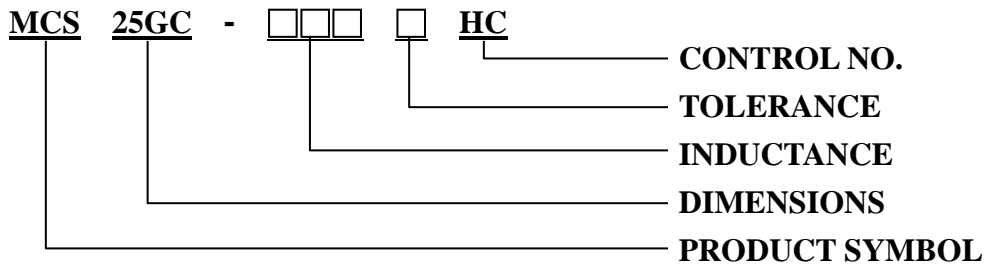 MCS 25GC - □□□ □ HC
CONTROL NO.
TOLERANCE
INDUCTANCE
DIMENSIONS
PRODUCT SYMBOL